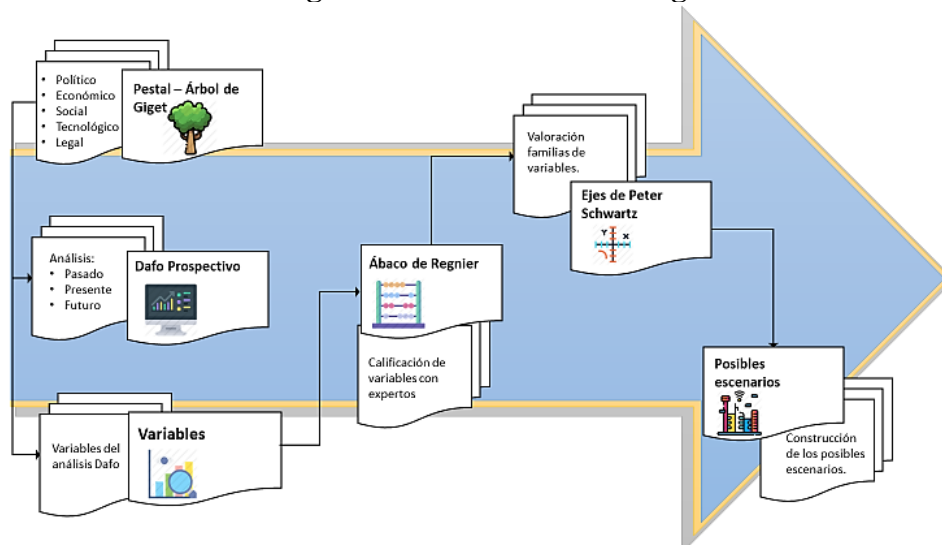 • Político
• Económico
• Social
• Tecnológico
• Legal
Pestal – Árbol de
Giget
Análisis:
• Pasado
• Presente
• Futuro
Dafo Prospectivo
Variables del
análisis Dafo
Variables
Ábaco de Regnier
Calificación de
variables con
expertos
Valoración
familias de
variables.
Ejes de Peter
Schwartz
Y
X
Posibles
escenarios
Construcción
de los posibles
escenarios.